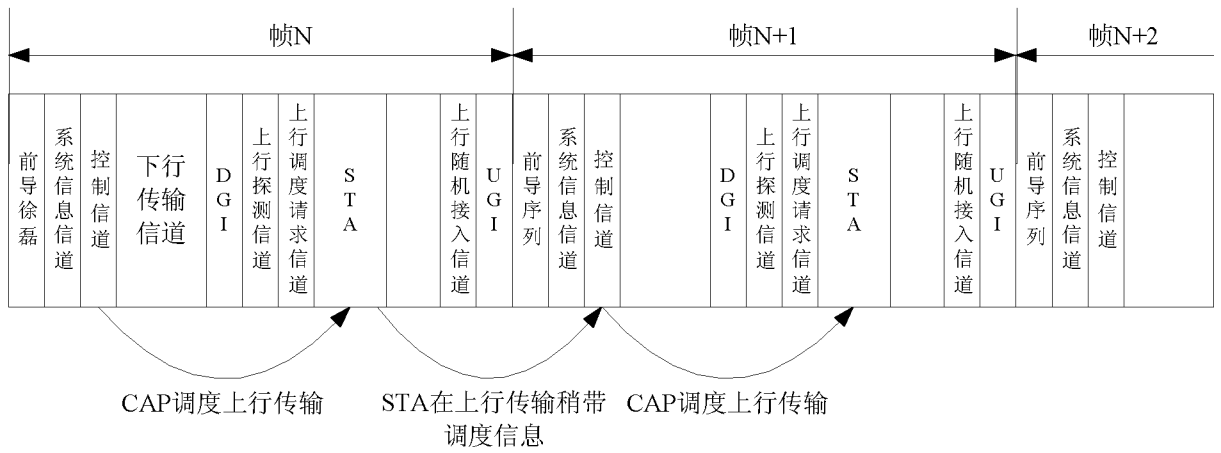 帧N
帧N+1
帧N+2
前导徐磊
系统信息信道
控制信道
下行
传输
信道
DGI
上行探测信道
上行调度请求信道
STA
上行随机接入信道
UGI
前导序列
系统信息信道
控制信道
DGI
上行探测信道
上行调度请求信道
STA
上行随机接入信道
UGI
前导序列
系统信息信道
控制信道
CAP调度上行传输
STA在上行传输稍带
调度信息
CAP调度上行传输